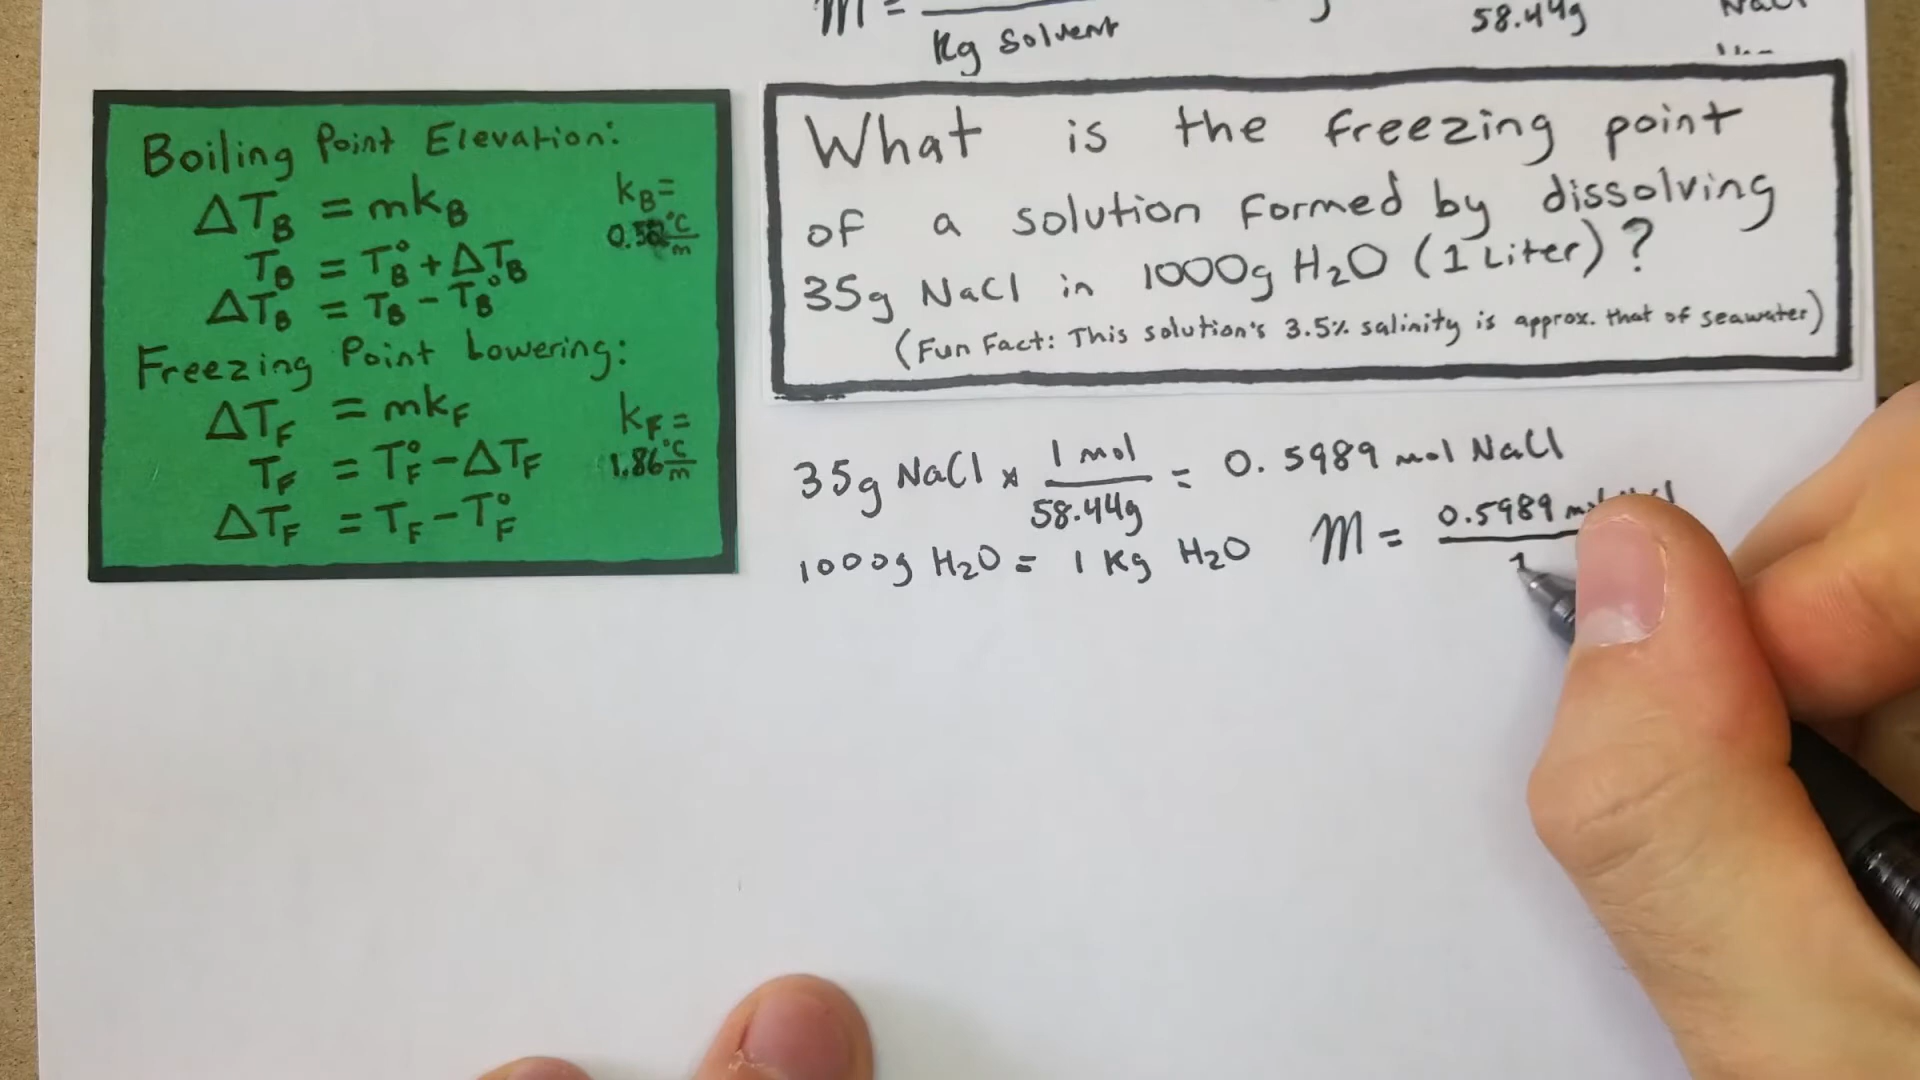 m =
Kg Solvent
58.44g
NaCl
Boiling Point Elevation:
ΔT_B = mk_B
k_B =
T_B = T°_B + ΔT_B
0.52 °C/m
ΔT_B = T_B - T°_B
Freezing Point Lowering:
ΔT_F = mk_F
k_F =
T_F = T°_F - ΔT_F
1.86 °C/m
ΔT_F = T_F - T°_F
What is the freezing point
of a solution formed by dissolving
35g NaCl in 1000g H₂O (1 Liter)?
(Fun Fact: This solution's 3.5% salinity is approx. that of seawater)
35g NaCl × 1 mol / 58.44g = 0.5989 mol NaCl
1000g H₂O = 1 Kg H₂O
m = 0.5989 / 1